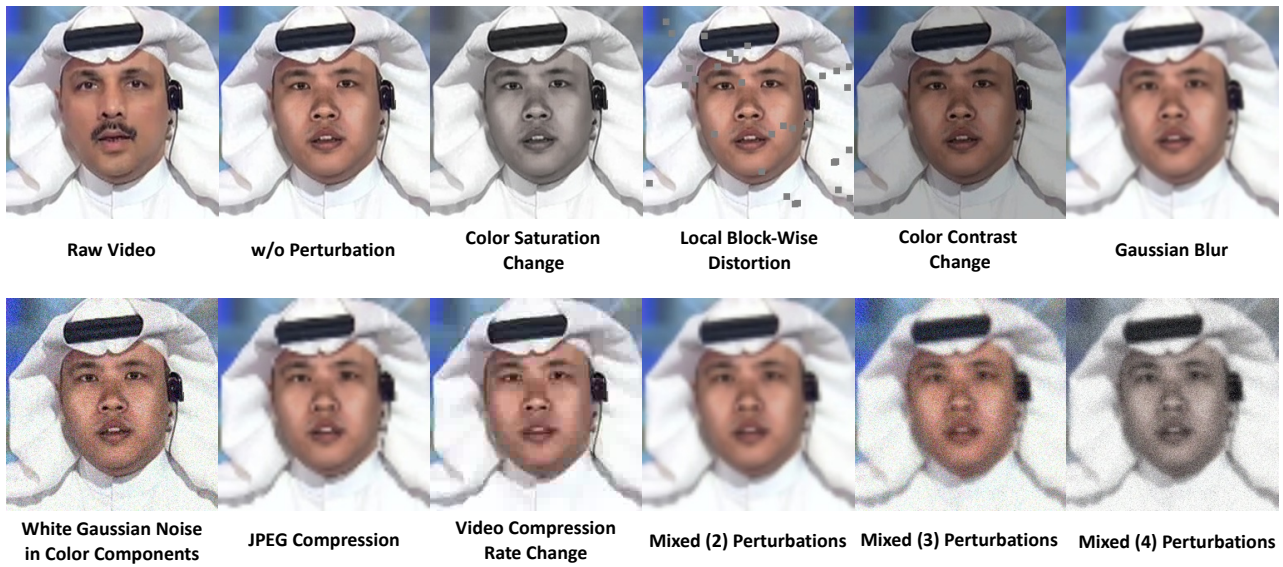 Raw Video
w/o Perturbation
Color Saturation
Change
Local Block-Wise
Distortion
Color Contrast
Change
Gaussian Blur
White Gaussian Noise
in Color Components
JPEG Compression
Video Compression
Rate Change
Mixed (2) Perturbations
Mixed (3) Perturbations
Mixed (4) Perturbations